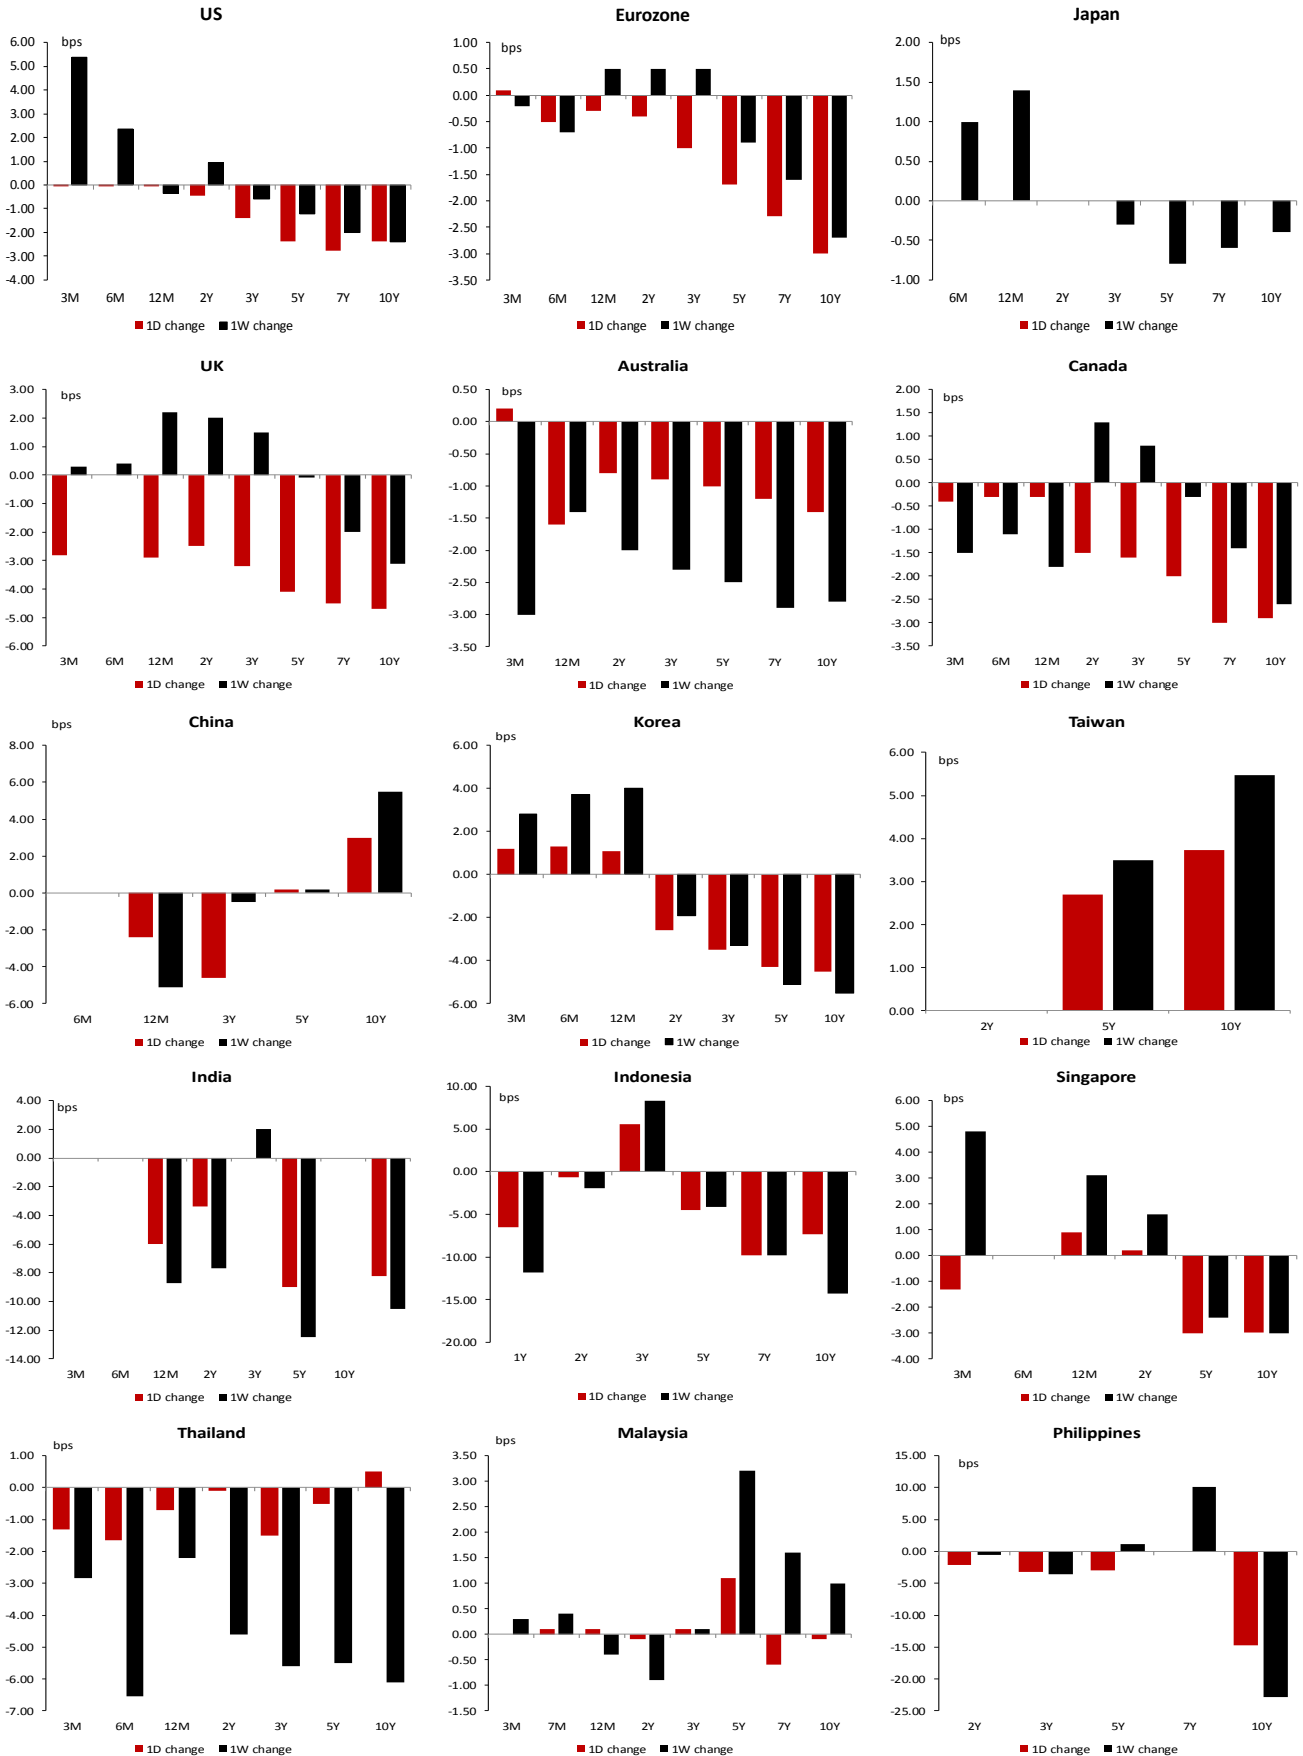 US
bps
6.00
5.00
4.00
3.00
2.00
1.00
0.00
-1.00
-2.00
-3.00
-4.00
3M 6M 12M 2Y 3Y 5Y 7Y 10Y
1D change 1W change
Eurozone
bps
1.00
0.50
0.00
-0.50
-1.00
-1.50
-2.00
-2.50
-3.00
-3.50
3M 6M 12M 2Y 3Y 5Y 7Y 10Y
1D change 1W change
Japan
bps
2.00
1.50
1.00
0.50
0.00
-0.50
-1.00
6M 12M 2Y 3Y 5Y 7Y 10Y
1D change 1W change
UK
bps
3.00
2.00
1.00
0.00
-1.00
-2.00
-3.00
-4.00
-5.00
-6.00
3M 6M 12M 2Y 3Y 5Y 7Y 10Y
1D change 1W change
Australia
bps
0.50
0.00
-0.50
-1.00
-1.50
-2.00
-2.50
-3.00
-3.50
3M 12M 2Y 3Y 5Y 7Y 10Y
1D change 1W change
Canada
bps
2.00
1.50
1.00
0.50
0.00
-0.50
-1.00
-1.50
-2.00
-2.50
-3.00
-3.50
3M 6M 12M 2Y 3Y 5Y 7Y 10Y
1D change 1W change
China
bps
8.00
6.00
4.00
2.00
0.00
-2.00
-4.00
-6.00
6M 12M 3Y 5Y 10Y
1D change 1W change
Korea
bps
6.00
4.00
2.00
0.00
-2.00
-4.00
-6.00
3M 6M 12M 2Y 3Y 5Y 10Y
1D change 1W change
Taiwan
bps
6.00
5.00
4.00
3.00
2.00
1.00
0.00
2Y 5Y 10Y
1D change 1W change
India
bps
4.00
2.00
0.00
-2.00
-4.00
-6.00
-8.00
-10.00
-12.00
-14.00
3M 6M 12M 2Y 3Y 5Y 10Y
1D change 1W change
Indonesia
bps
10.00
5.00
0.00
-5.00
-10.00
-15.00
-20.00
1Y 2Y 3Y 5Y 7Y 10Y
1D change 1W change
Singapore
bps
6.00
5.00
4.00
3.00
2.00
1.00
0.00
-1.00
-2.00
-3.00
-4.00
3M 6M 12M 2Y 5Y 10Y
1D change 1W change
Thailand
bps
1.00
0.00
-1.00
-2.00
-3.00
-4.00
-5.00
-6.00
-7.00
3M 6M 12M 2Y 3Y 5Y 10Y
1D change 1W change
Malaysia
bps
3.50
3.00
2.50
2.00
1.50
1.00
0.50
0.00
-0.50
-1.00
-1.50
3M 7M 12M 2Y 3Y 5Y 7Y 10Y
1D change 1W change
Philippines
bps
15.00
10.00
5.00
0.00
-5.00
-10.00
-15.00
-20.00
-25.00
2Y 3Y 5Y 7Y 10Y
1D change 1W change